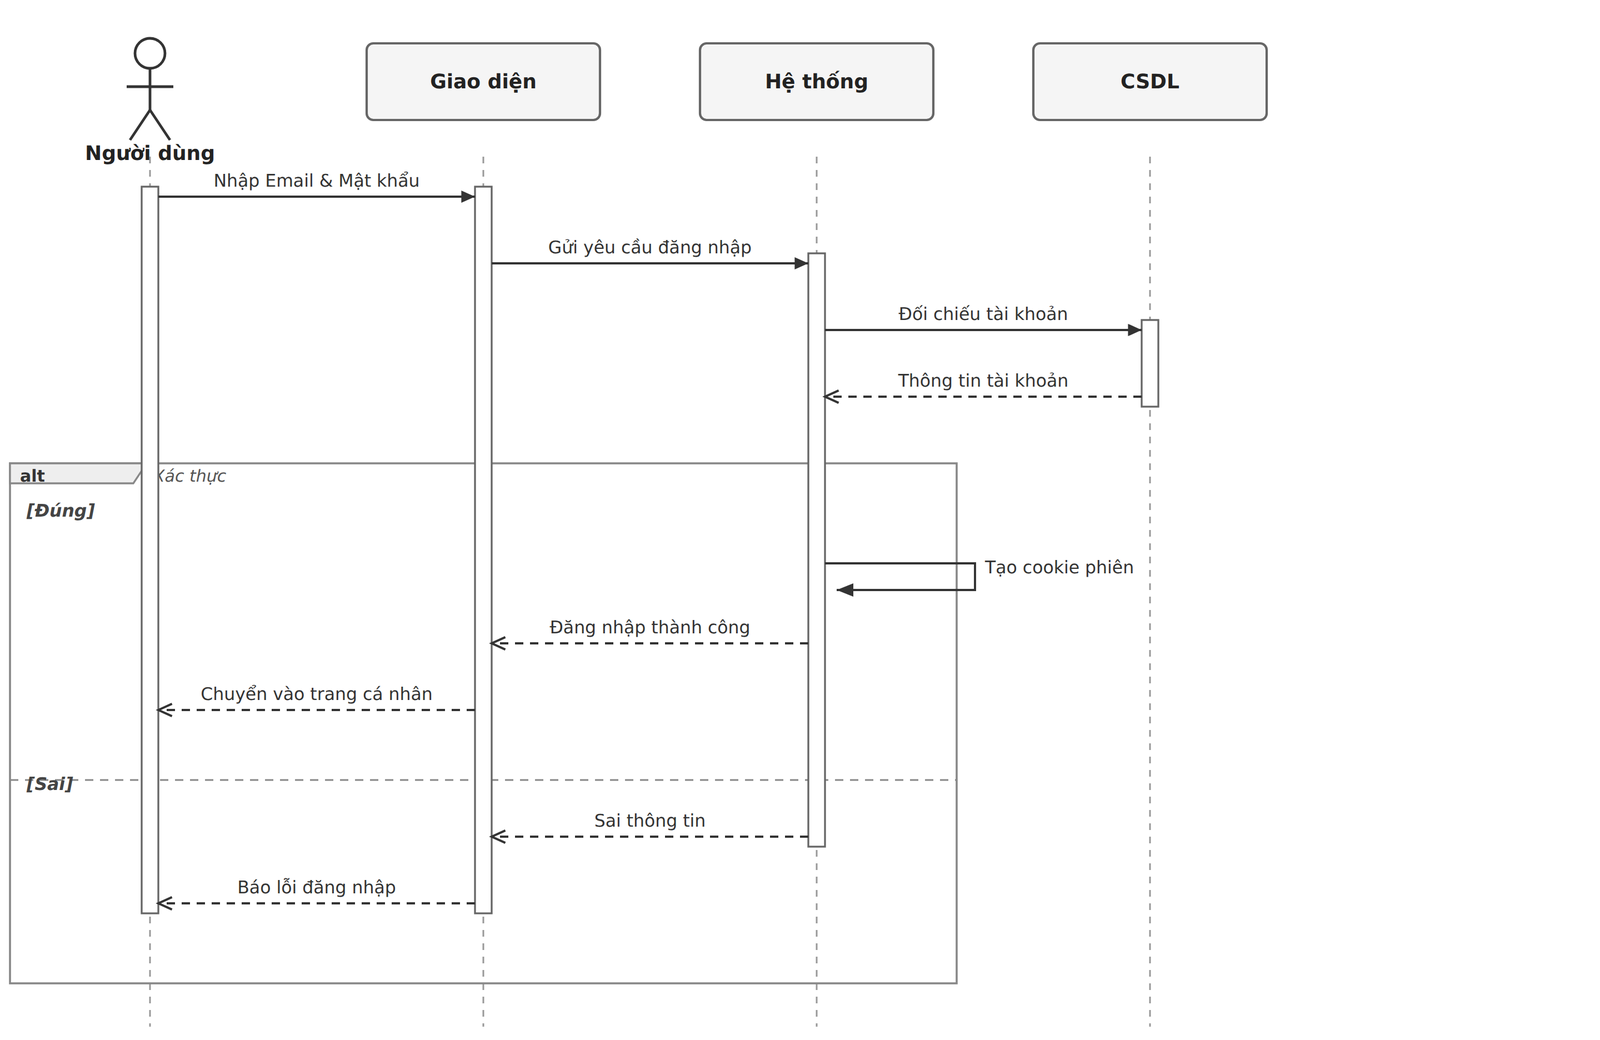 Người dùng
Giao diện
Hệ thống
CSDL
Nhập Email & Mật khẩu
Gửi yêu cầu đăng nhập
Đối chiếu tài khoản
Thông tin tài khoản
alt
Xác thực
[Đúng]
Tạo cookie phiên
Đăng nhập thành công
Chuyển vào trang cá nhân
[Sai]
Sai thông tin
Báo lỗi đăng nhập